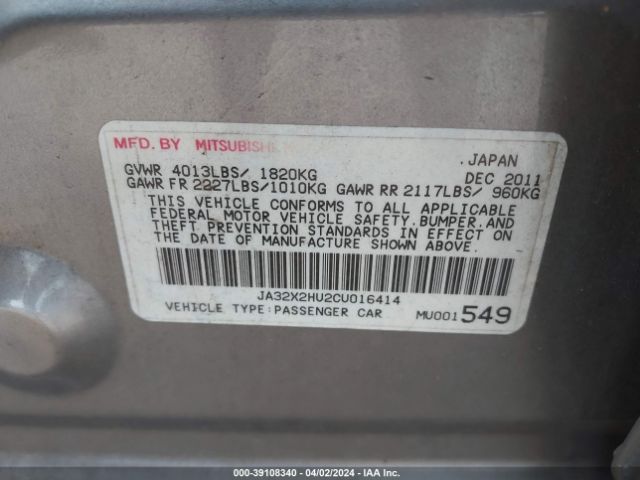 MFD. BY MITSUBISHI
.JAPAN
GVWR 4013LBS/ 1820KG DEC 2011
GAWR FR 2227LBS/1010KG GAWR RR 2117LBS/ 960KG
THIS VEHICLE CONFORMS TO ALL APPLICABLE
FEDERAL MOTOR VEHICLE SAFETY.BUMPER.AND
THEFT PREVENTION STANDARDS IN EFFECT ON
THE DATE OF MANUFACTURE SHOWN ABOVE.
JA32X2HU2CU016414
VEHICLE TYPE:PASSENGER CAR MU001549
000-39108340 - 04/02/2024 - IAA Inc.